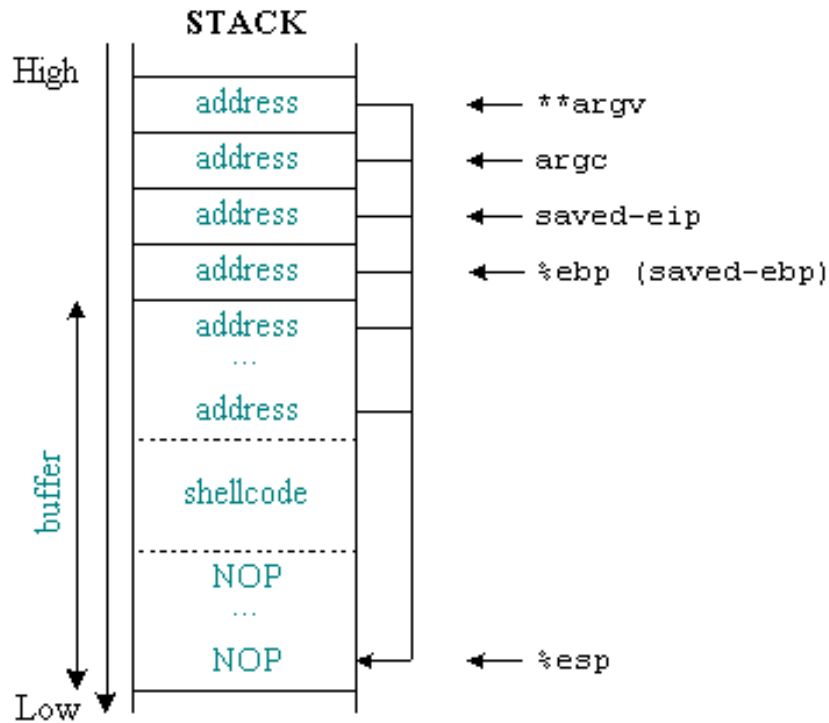 STACK
High
address
**argv
address
argc
address
saved-eip
address
%ebp (saved-ebp)
address
...
address
buffer
shellcode
NOP
...
NOP
%esp
Low